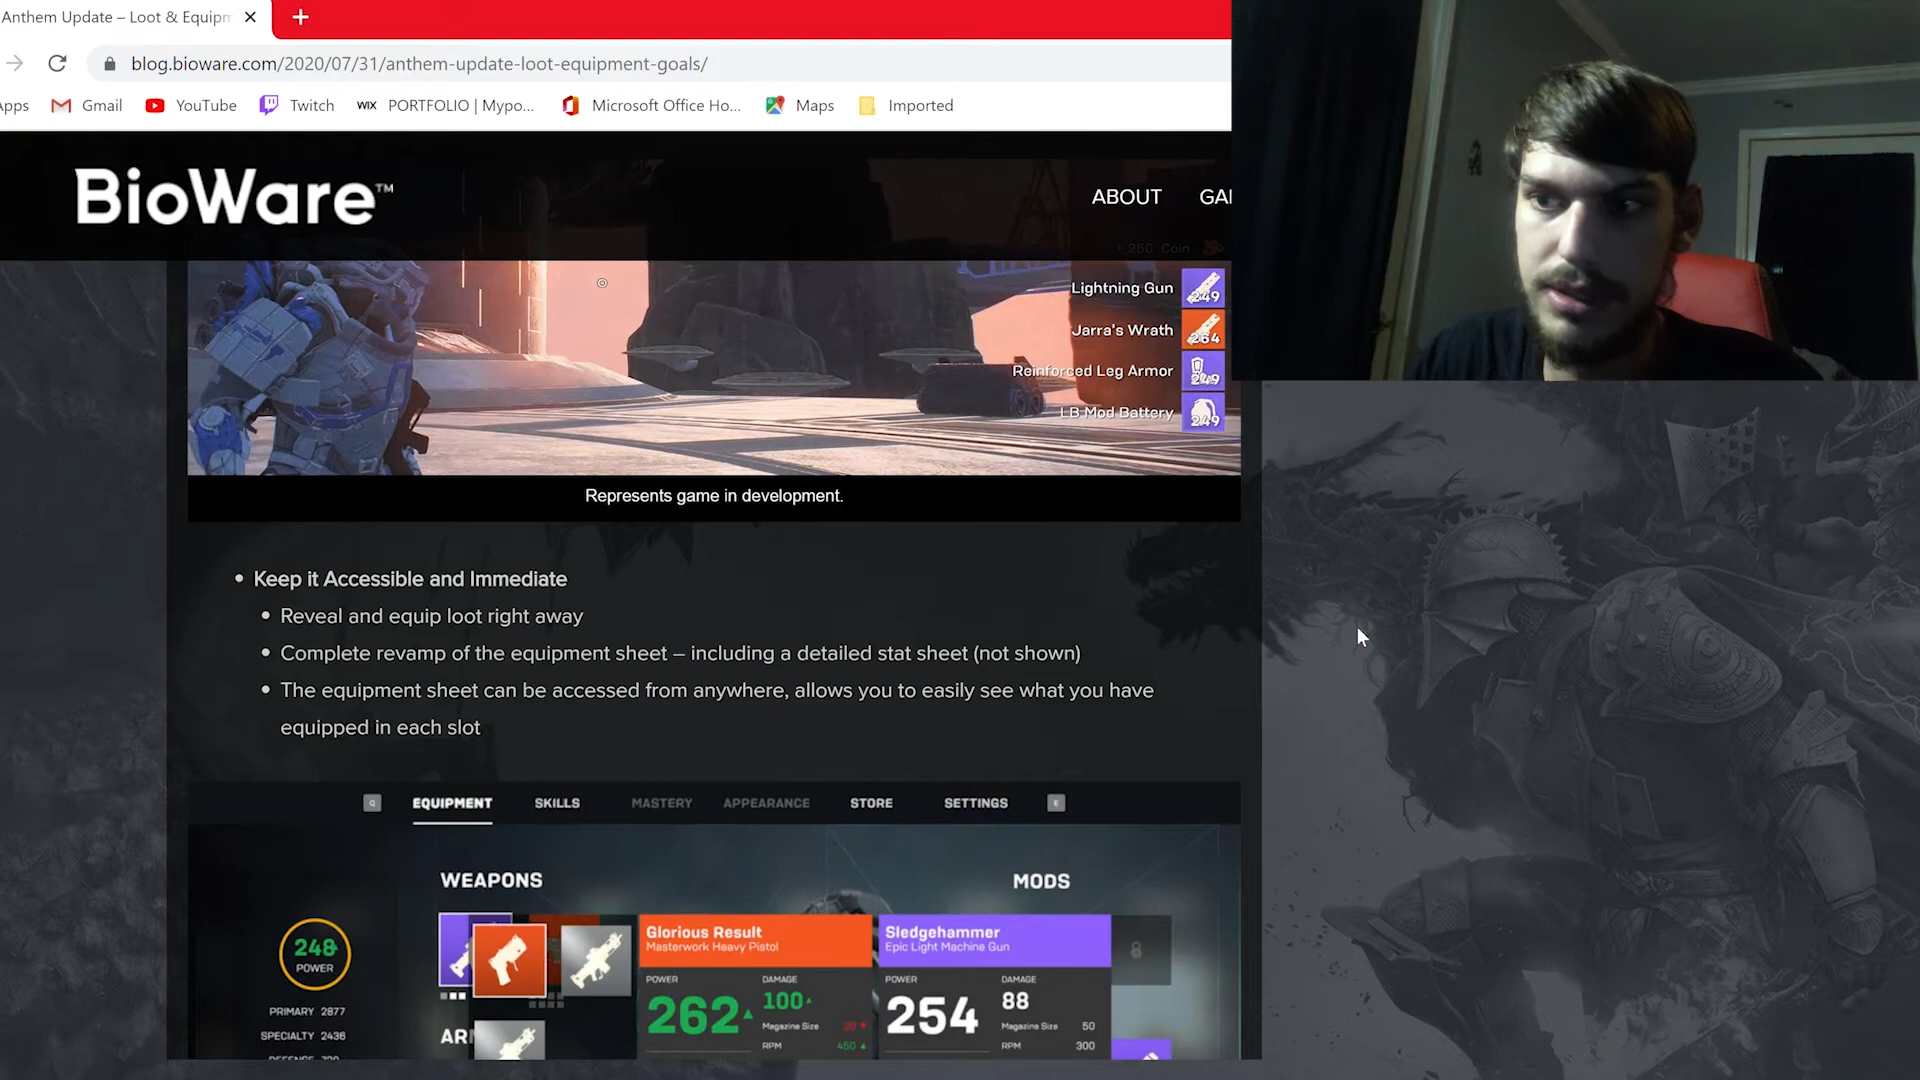 Anthem Update – Loot & Equipm
blog.bioware.com/2020/07/31/anthem-update-loot-equipment-goals/
Apps Gmail YouTube Twitch WIX PORTFOLIO | Mypo... Microsoft Office Ho... Maps Imported
BioWare™ ABOUT GA
250 Coin
Lightning Gun 249
Jarra's Wrath 264
Reinforced Leg Armor 249
LB Mod Battery 249
Represents game in development.
• Keep it Accessible and Immediate
• Reveal and equip loot right away
• Complete revamp of the equipment sheet – including a detailed stat sheet (not shown)
• The equipment sheet can be accessed from anywhere, allows you to easily see what you have
equipped in each slot
Q EQUIPMENT SKILLS MASTERY APPEARANCE STORE SETTINGS E
WEAPONS MODS
248 POWER
Glorious Result
Masterwork Heavy Pistol
POWER DAMAGE
262 100
Magazine Size
RPM 450
Sledgehammer
Epic Light Machine Gun
POWER DAMAGE
254 88
Magazine Size 50
RPM 300
PRIMARY 2877
SPECIALTY 2436
AR